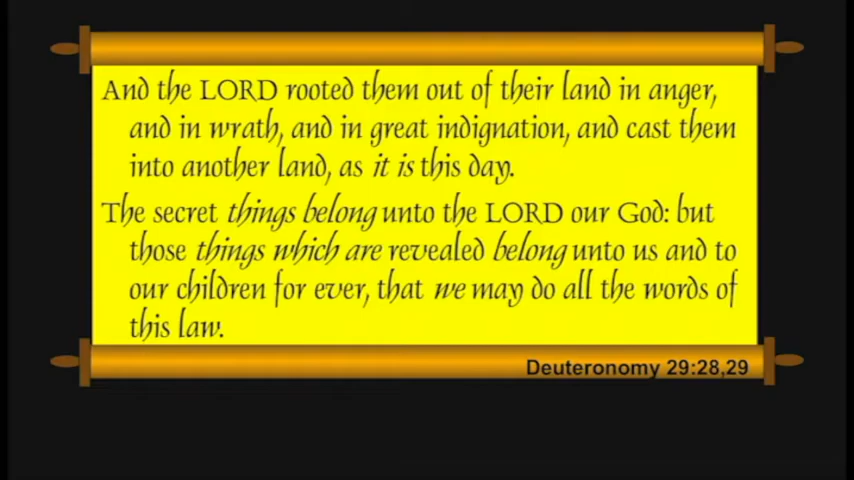 And the LORD rooted them out of their land in anger,
and in wrath, and in great indignation, and cast them
into another land, as it is this day.
The secret things belong unto the LORD our God: but
those things which are revealed belong unto us and to
our children for ever, that we may do all the words of
this law.
Deuteronomy 29:28,29